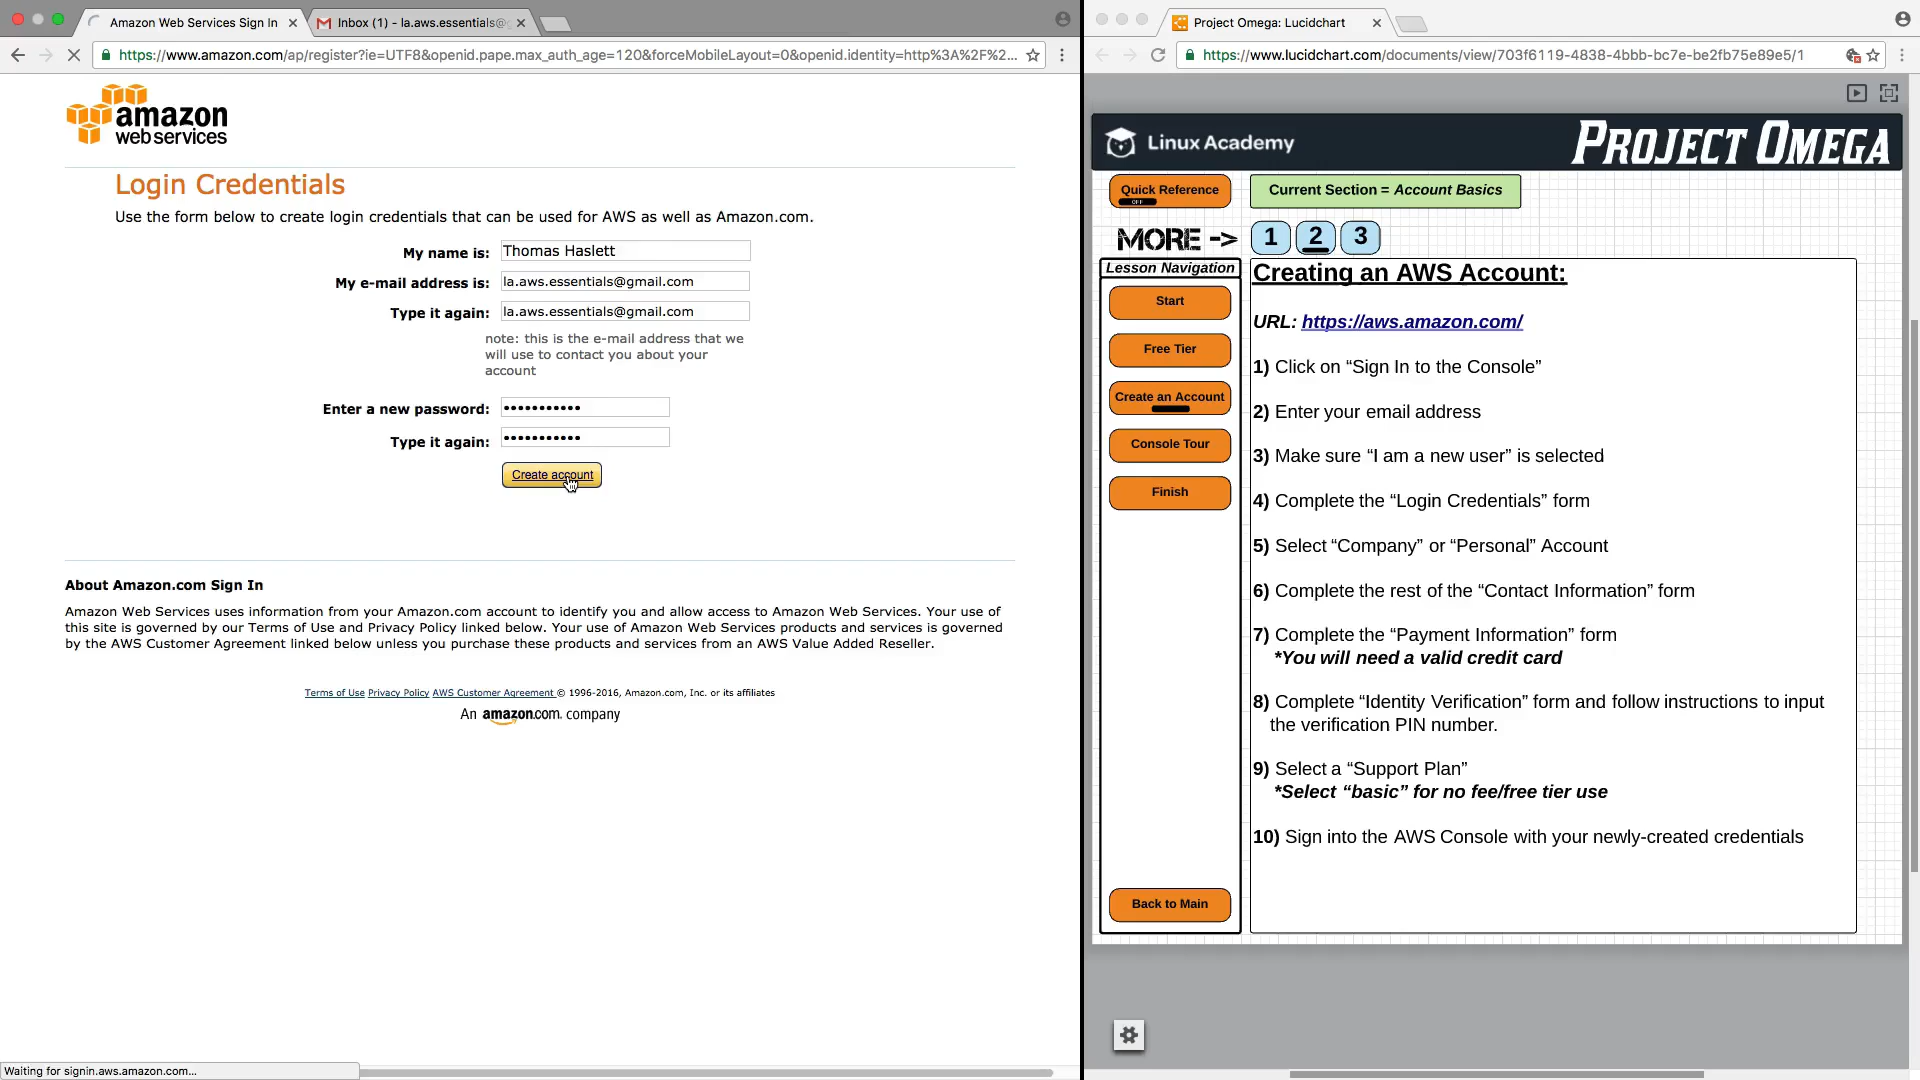 Amazon Web Services Sign In
Inbox (1) - la.aws.essentials@g
https://www.amazon.com/ap/register?ie=UTF8&openid.pape.max_auth_age=120&forceMobileLayout=0&openid.identity=http%3A%2F%2...
amazon
web services
Login Credentials
Use the form below to create login credentials that can be used for AWS as well as Amazon.com.
My name is: Thomas Haslett
My e-mail address is: la.aws.essentials@gmail.com
Type it again: la.aws.essentials@gmail.com
note: this is the e-mail address that we
will use to contact you about your
account
Enter a new password: •••••••••••
Type it again: •••••••••••
Create account
About Amazon.com Sign In
Amazon Web Services uses information from your Amazon.com account to identify you and allow access to Amazon Web Services. Your use of
this site is governed by our Terms of Use and Privacy Policy linked below. Your use of Amazon Web Services products and services is governed
by the AWS Customer Agreement linked below unless you purchase these products and services from an AWS Value Added Reseller.
Terms of Use Privacy Policy AWS Customer Agreement © 1996-2016, Amazon.com, Inc. or its affiliates
An amazon.com. company
Waiting for signin.aws.amazon.com...
Project Omega: Lucidchart
https://www.lucidchart.com/documents/view/703f6119-4838-4bbb-bc7e-be2fb75e89e5/1
Linux Academy
PROJECT OMEGA
Quick Reference
OFF
Current Section = Account Basics
MORE -> 1 2 3
Lesson Navigation
Start
Free Tier
Create an Account
Console Tour
Finish
Back to Main
Creating an AWS Account:
URL: https://aws.amazon.com/
1) Click on “Sign In to the Console”
2) Enter your email address
3) Make sure “I am a new user” is selected
4) Complete the “Login Credentials” form
5) Select “Company” or “Personal” Account
6) Complete the rest of the “Contact Information” form
7) Complete the “Payment Information” form
*You will need a valid credit card
8) Complete “Identity Verification” form and follow instructions to input
the verification PIN number.
9) Select a “Support Plan”
*Select “basic” for no fee/free tier use
10) Sign into the AWS Console with your newly-created credentials